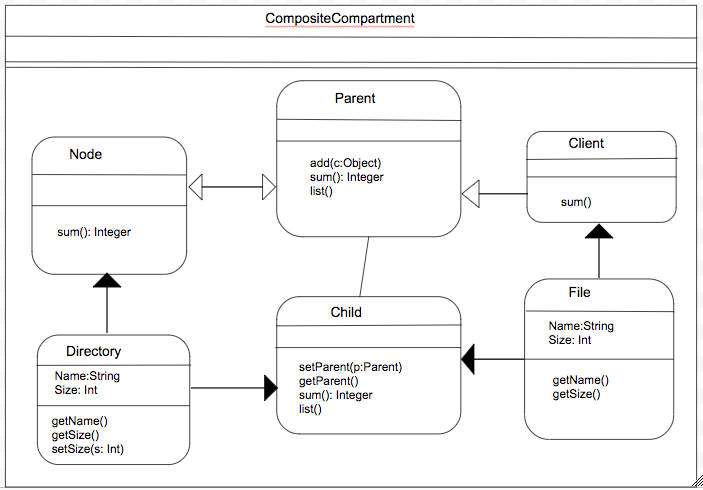 CompositeCompartment
Parent
add(c:Object)
sum(): Integer
list()
Node
sum(): Integer
Client
sum()
Child
setParent(p:Parent)
getParent()
sum(): Integer
list()
File
Name:String
Size: Int
getName()
getSize()
Directory
Name:String
Size: Int
getName()
getSize()
setSize(s: Int)